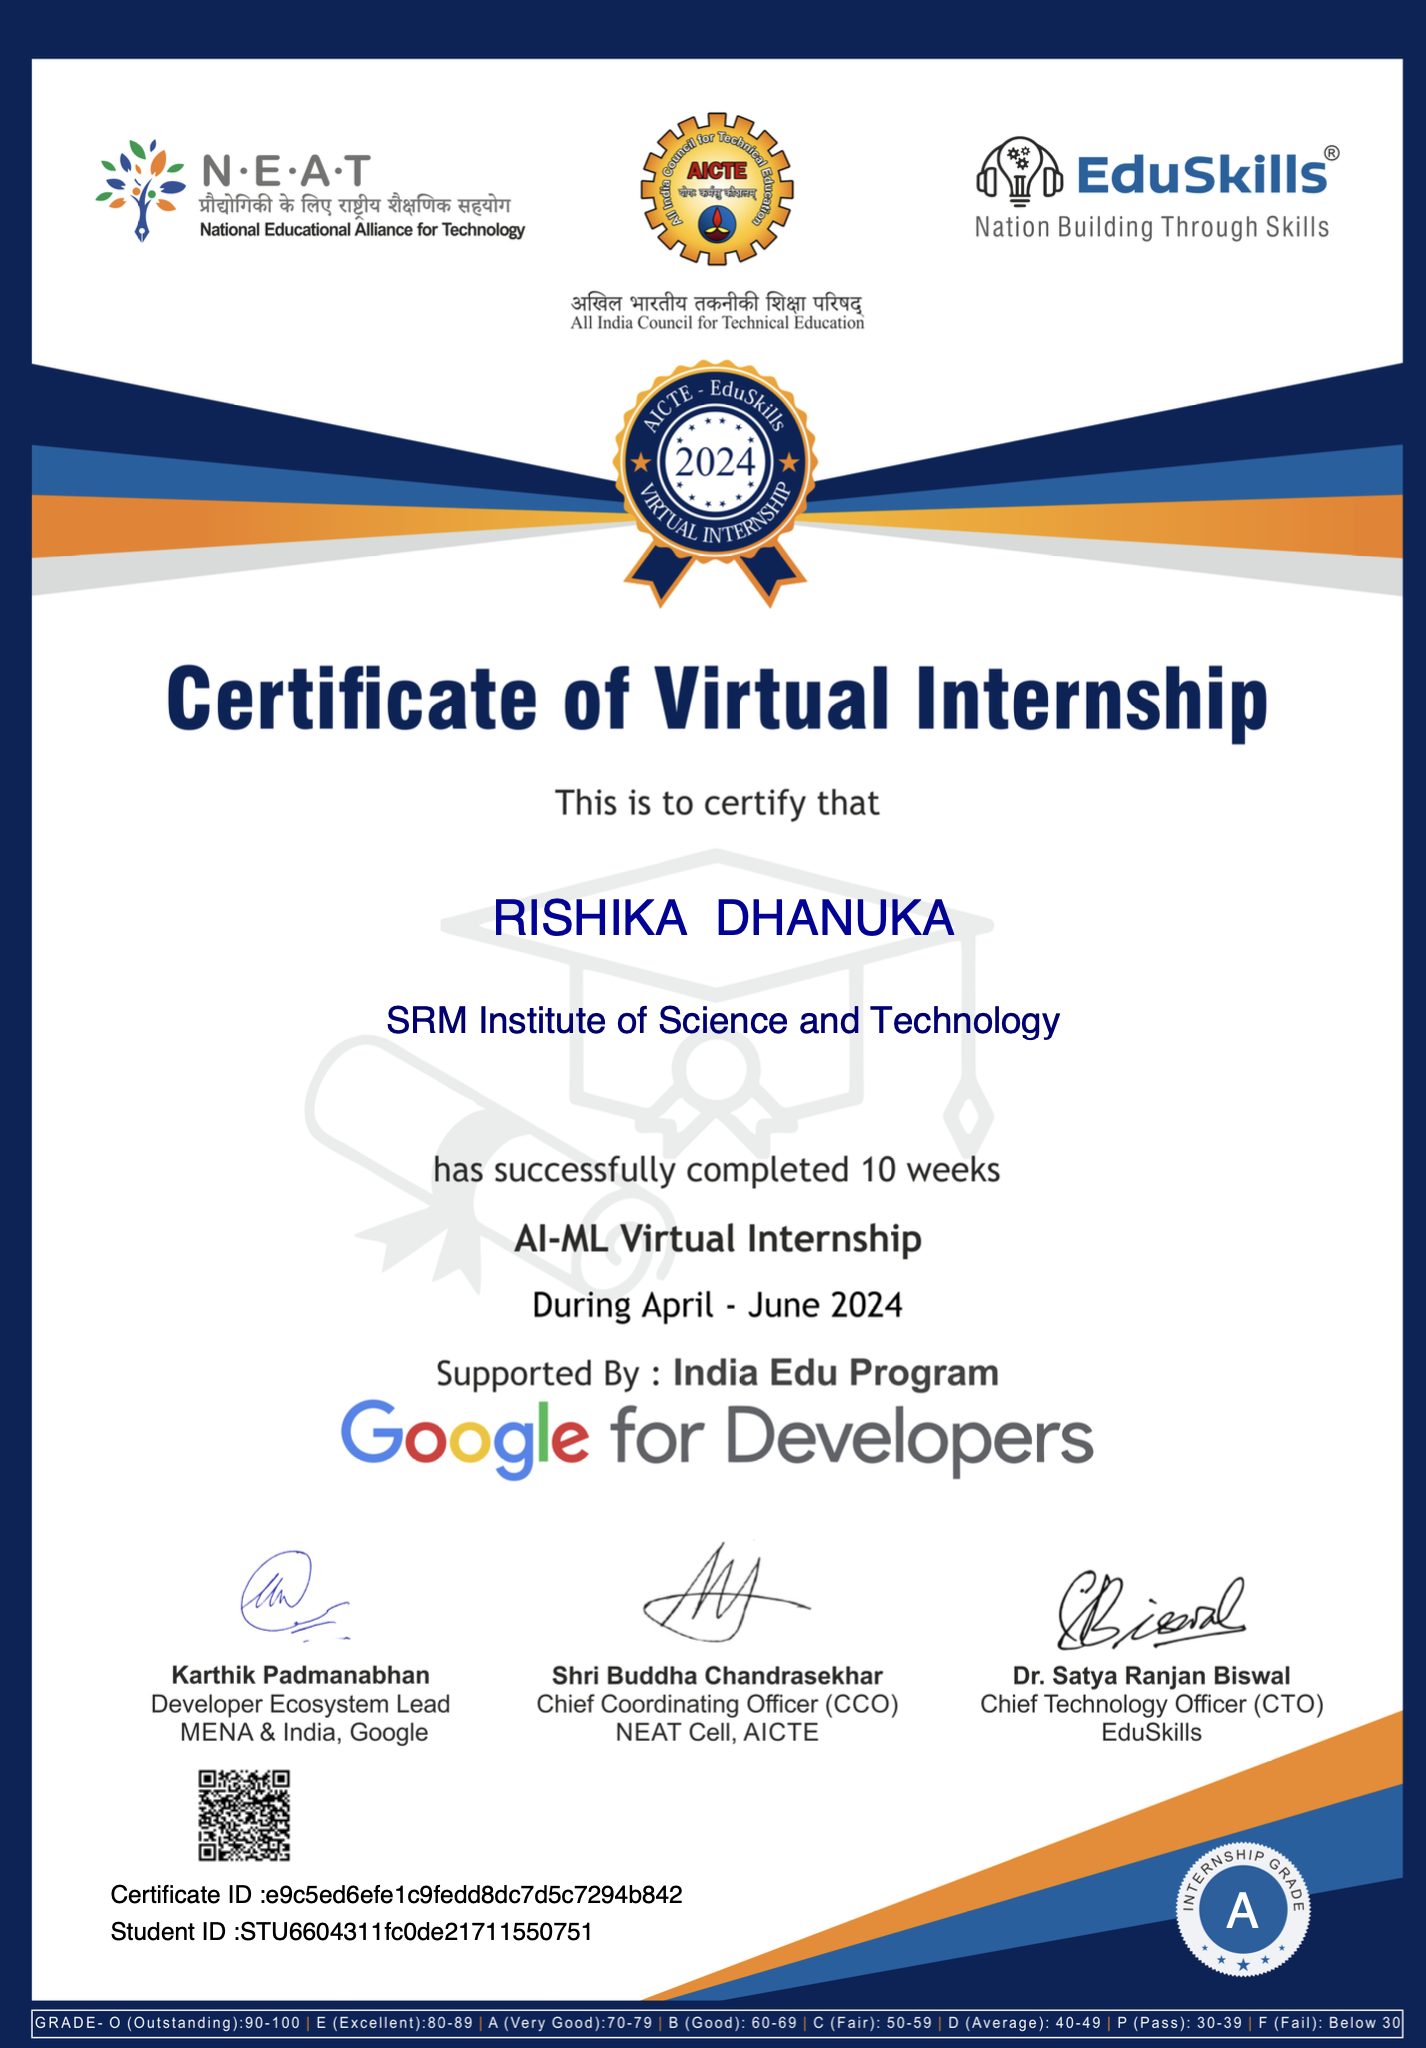 N·E·A·T
प्रौद्योगिकी के लिए राष्ट्रीय शैक्षणिक सहयोग
National Educational Alliance for Technology
All India Council for Technical Education
AICTE
योगः कर्मसु कौशलम्
अखिल भारतीय तकनीकी शिक्षा परिषद्
All India Council for Technical Education
EduSkills®
Nation Building Through Skills
AICTE - EduSkills
2024
VIRTUAL INTERNSHIP
Certificate of Virtual Internship
This is to certify that
RISHIKA DHANUKA
SRM Institute of Science and Technology
has successfully completed 10 weeks
AI-ML Virtual Internship
During April - June 2024
Supported By : India Edu Program
Google for Developers
Karthik Padmanabhan
Developer Ecosystem Lead
MENA & India, Google
Shri Buddha Chandrasekhar
Chief Coordinating Officer (CCO)
NEAT Cell, AICTE
Dr. Satya Ranjan Biswal
Chief Technology Officer (CTO)
EduSkills
Certificate ID :e9c5ed6efe1c9fedd8dc7d5c7294b842
Student ID :STU6604311fc0de21711550751
INTERNSHIP GRADE
A
GRADE- O (Outstanding):90-100 | E (Excellent):80-89 | A (Very Good):70-79 | B (Good): 60-69 | C (Fair): 50-59 | D (Average): 40-49 | P (Pass): 30-39 | F (Fail): Below 30